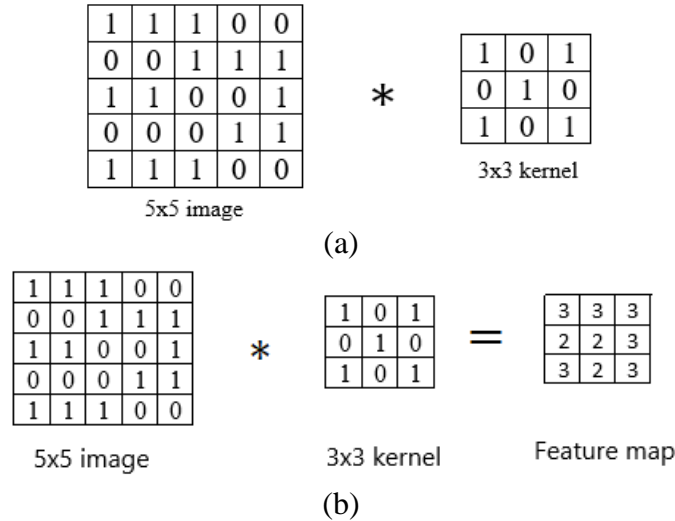 1 1 1 0 0
0 0 1 1 1
1 1 0 0 1
0 0 0 1 1
1 1 1 0 0
5x5 image
*
1 0 1
0 1 0
1 0 1
3x3 kernel
(a)
1 1 1 0 0
0 0 1 1 1
1 1 0 0 1
0 0 0 1 1
1 1 1 0 0
5x5 image
*
1 0 1
0 1 0
1 0 1
3x3 kernel
=
3 3 3
2 2 3
3 2 3
Feature map
(b)